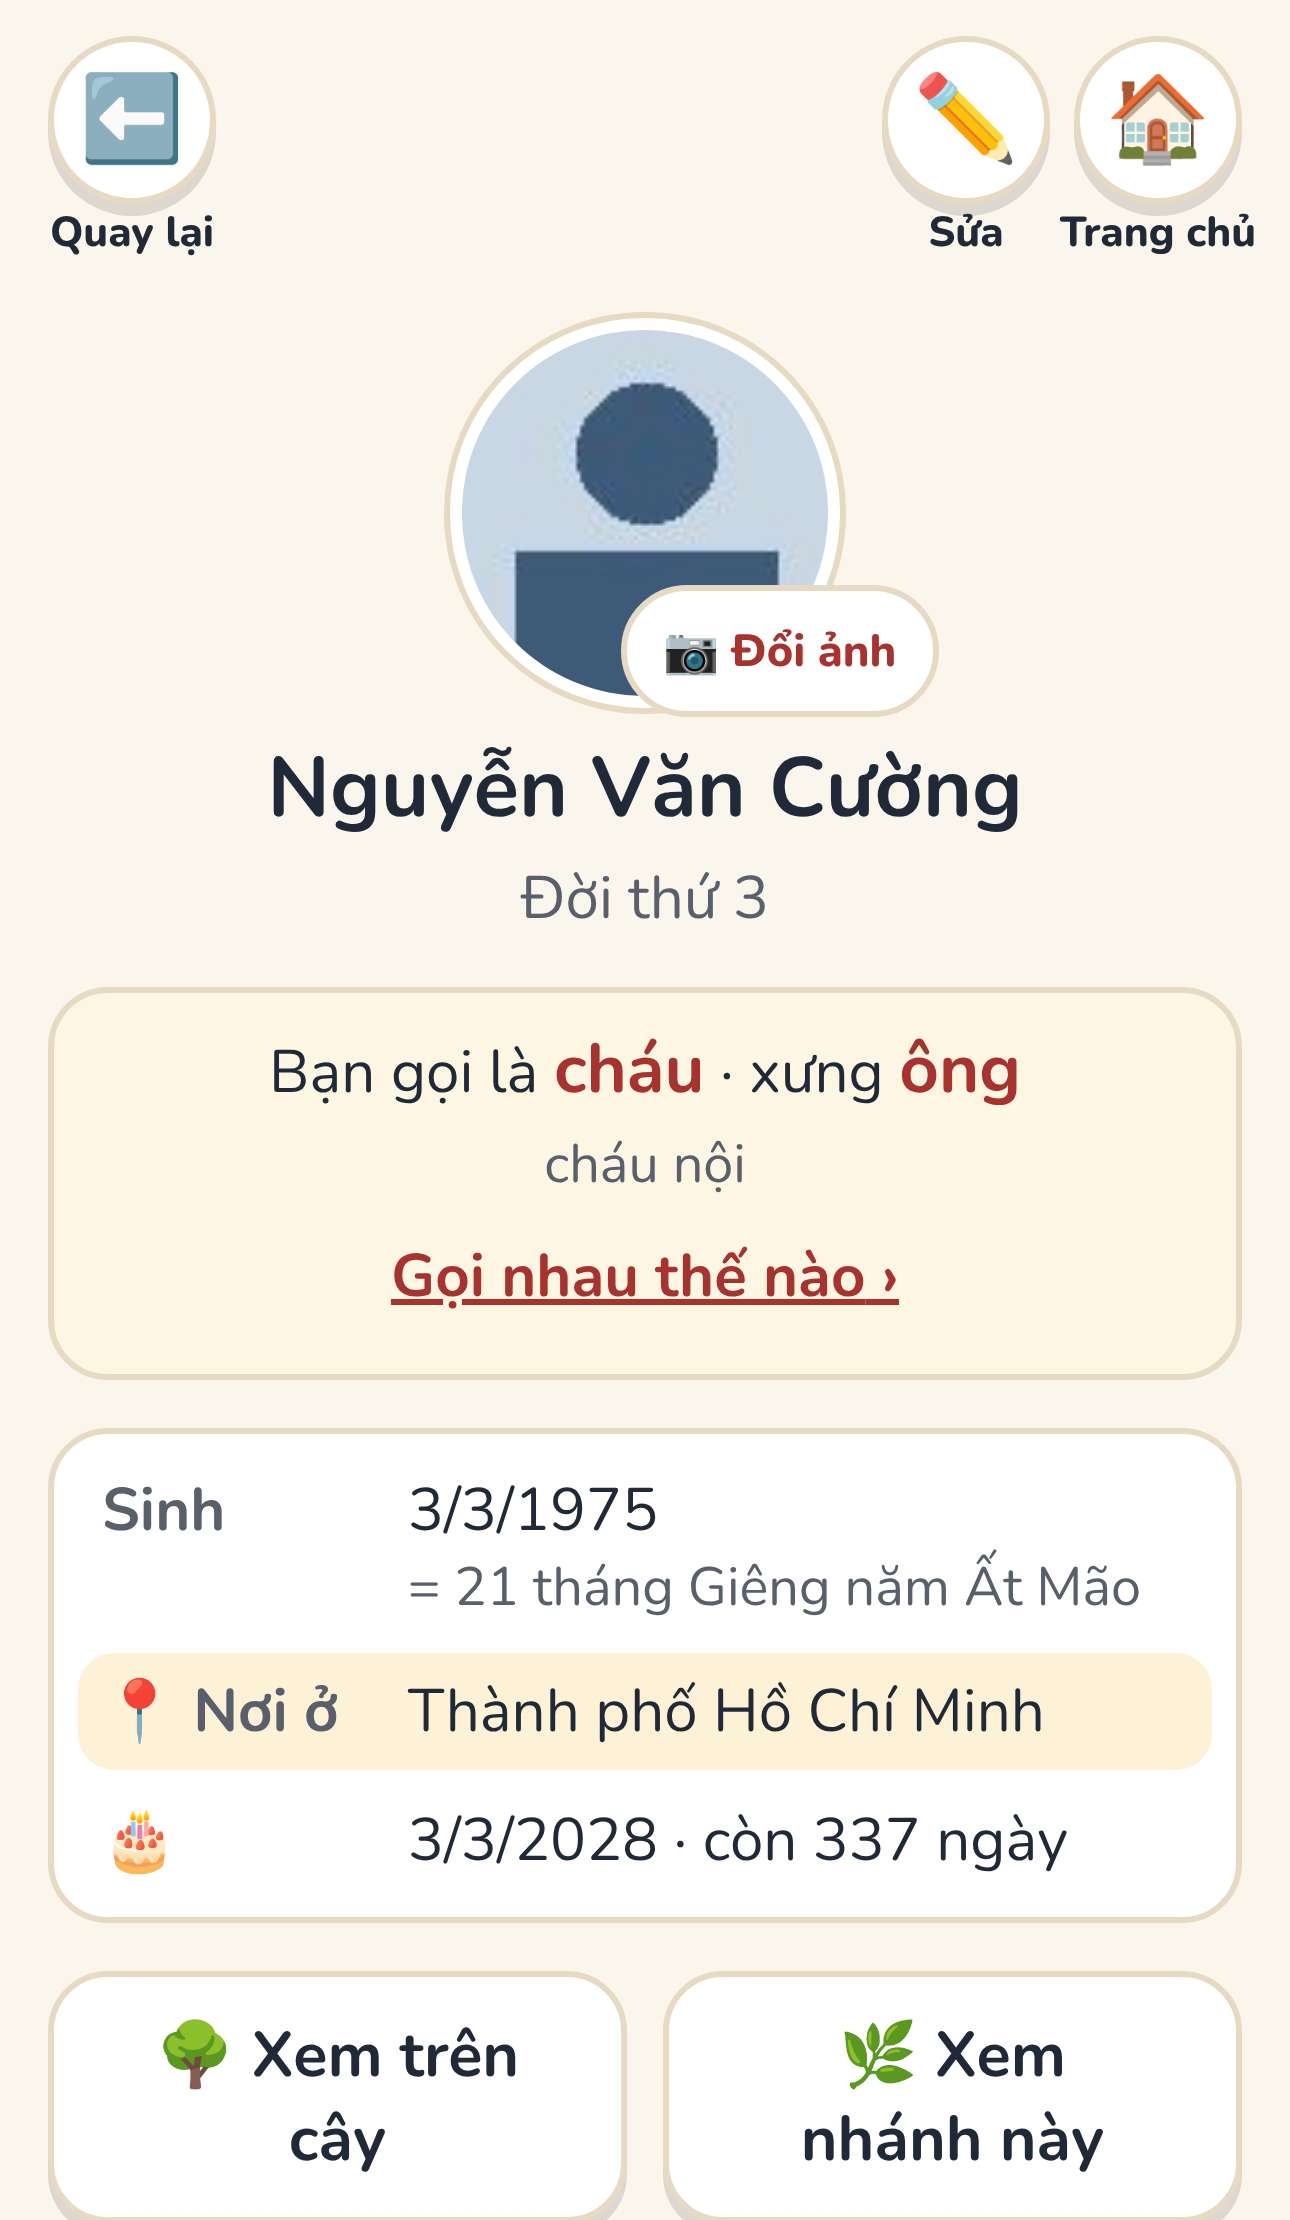 Quay lại
Sửa
Trang chủ
Đổi ảnh
Nguyễn Văn Cường
Đời thứ 3
Bạn gọi là cháu · xưng ông
cháu nội
Gọi nhau thế nào ›
Sinh 3/3/1975
= 21 tháng Giêng năm Ất Mão
Nơi ở Thành phố Hồ Chí Minh
3/3/2028 · còn 337 ngày
Xem trên
cây
Xem
nhánh này